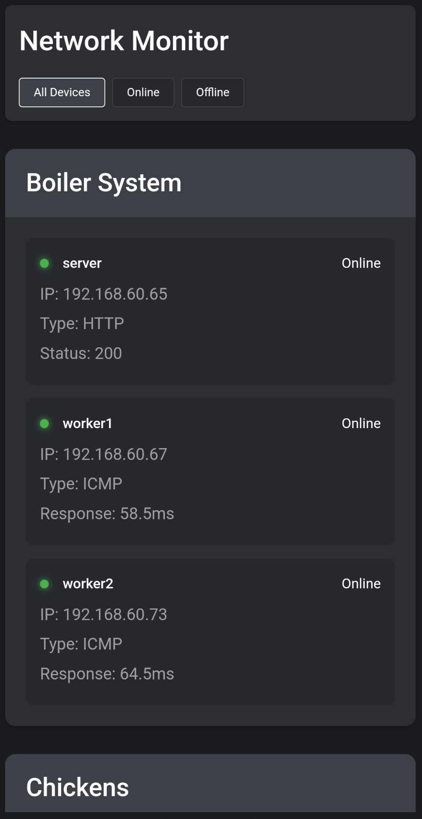 Network Monitor
All Devices Online Offline
Boiler System
server Online
IP: 192.168.60.65
Type: HTTP
Status: 200
worker1 Online
IP: 192.168.60.67
Type: ICMP
Response: 58.5ms
worker2 Online
IP: 192.168.60.73
Type: ICMP
Response: 64.5ms
Chickens